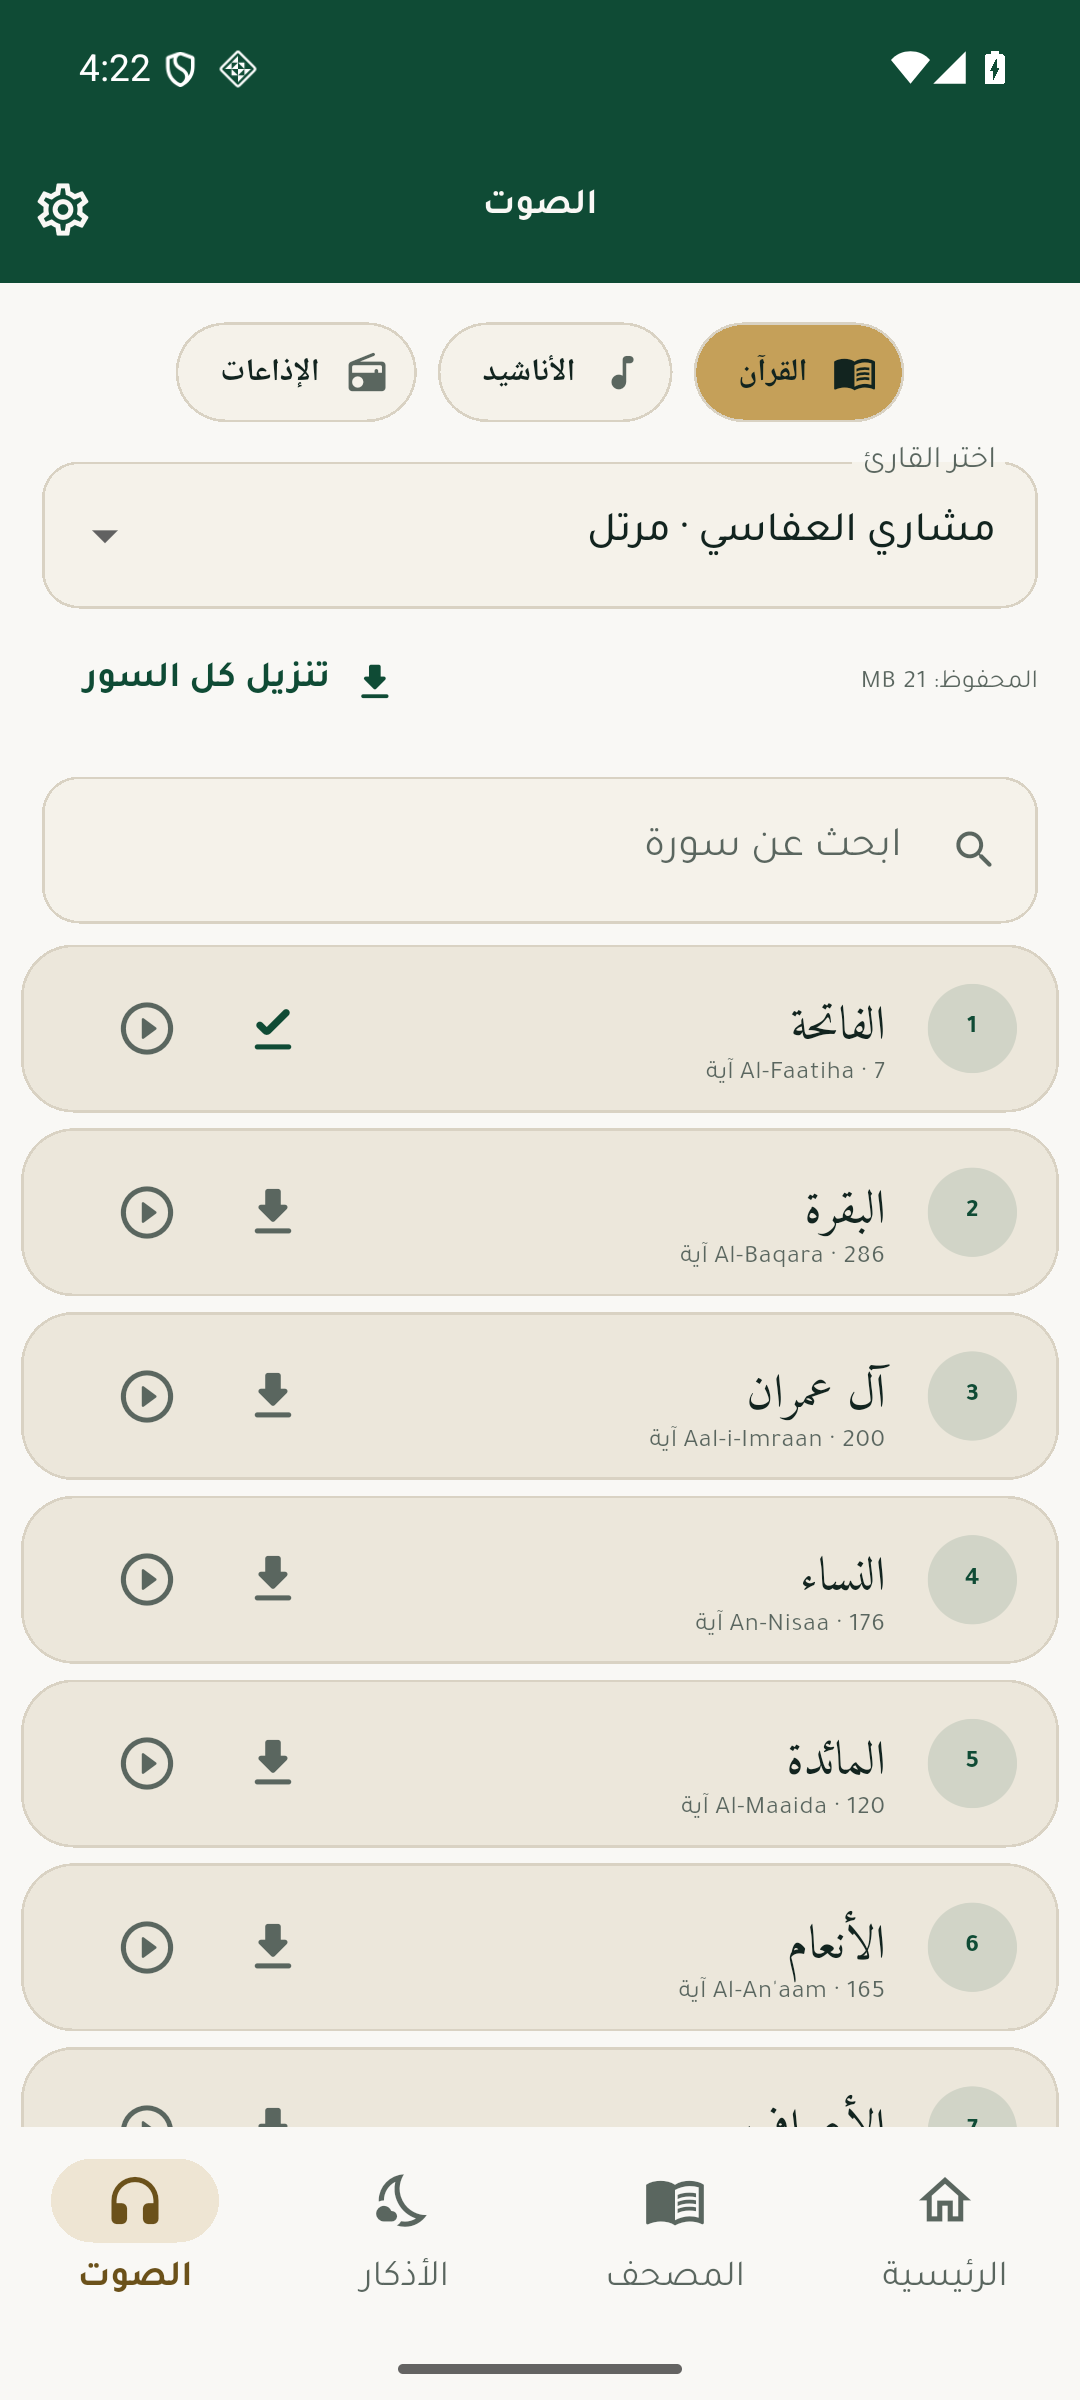 4:22
الصوت
القرآن
الأناشيد
الإذاعات
اختر القارئ
مشاري العفاسي · مرتل
المحفوظ: 21 MB
تنزيل كل السور
ابحث عن سورة
1
الفاتحة
Al-Faatiha · 7 آية
2
البقرة
Al-Baqara · 286 آية
3
آل عمران
Aal-i-Imraan · 200 آية
4
النساء
An-Nisaa · 176 آية
5
المائدة
Al-Maaida · 120 آية
6
الأنعام
Al-An'aam · 165 آية
7
الرئيسية
المصحف
الأذكار
الصوت